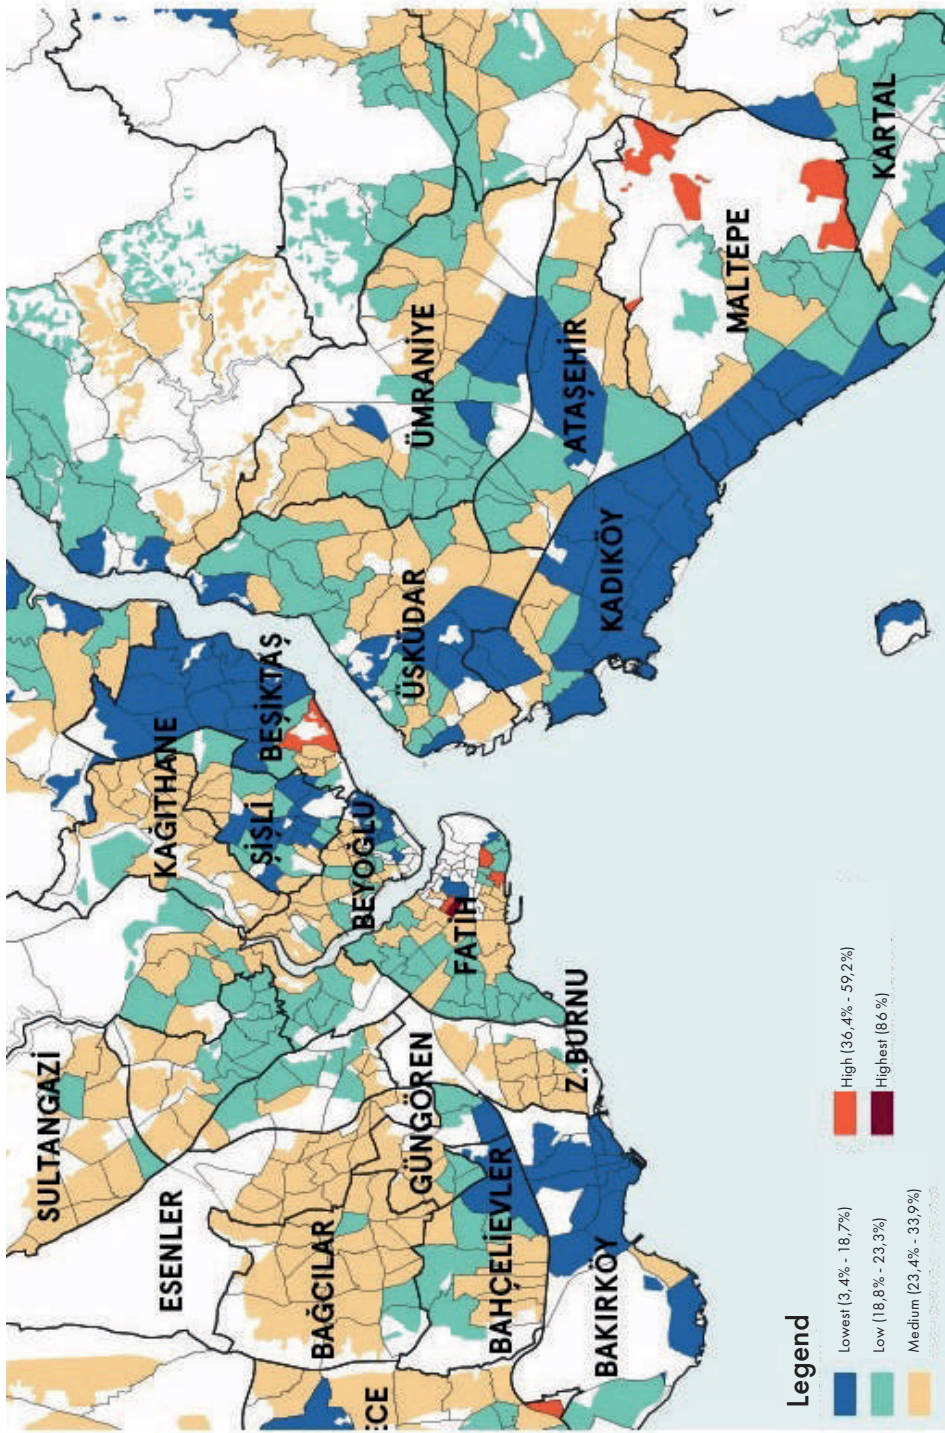 SULTANGAZİ
ESENLER
BAĞCILAR
GÜNGÖREN
BAHÇELİEVLER
BAKIRKÖY
ECE
Z.BURNU
FATİH
BEYOĞLU
ŞİŞLİ
KAĞITHANE
BEŞİKTAŞ
ÜSKÜDAR
KADIKÖY
ÜMRANİYE
ATAŞEHİR
MALTEPE
KARTAL
Legend
Lowest (3,4% - 18,7%)
Low (18,8% - 23,3%)
Medium (23,4% - 33,9%)
High (36,4% - 59,2%)
Highest (86 %)